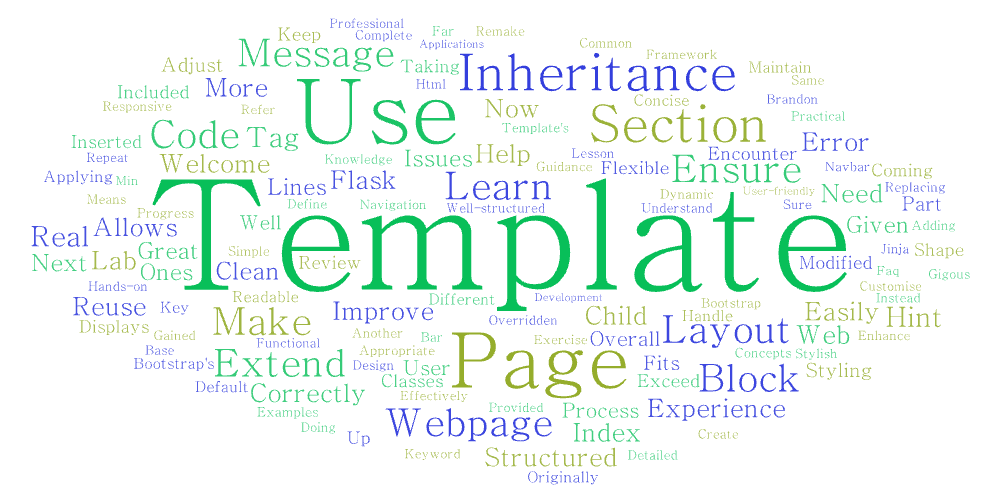 Professional
Keep
Complete
Far
Remake
Message
Applications
Common
Adjust
Taking
Inheritance
Framework
Maintain
Included
More
Html
Use
Same
Responsive
Refer
Now
Concise
Brandon
Section
Practical
Inserted
Code
Tag
Template's
Error
Repeat
Welcome
Knowledge
Issues
Help
Lesson
Encounter
Applying
Min
Lines
Flask
Guidance
Flexible
Ensure
Navbar
Coming
Means
Define
Navigation
Learn
Dynamic
User-friendly
Need
Replacing
Progress
Well-structured
Understand
Sure
Part
Real
Allows
Well
Template
Given
Adding
Next
Lab
Great
Simple
Jinja
Shape
Ones
Clean
Review
Modified
Faq
Gigous
Hands-on
Readable
Different
Development
Customise
Instead
Reuse
Key
Improve
Bootstrap
Easily
Hint
Displays
Make
Overridden
Child
Handle
Layout
Web
Gained
Functional
Another
Bar
Exercise
Overall
Enhance
Base
Appropriate
Page
Concepts
Stylish
Bootstrap's
Extend
Design
User
Fits
Styling
Default
Correctly
Classes
Exceed
Block
Effectively
Examples
Provided
Process
Experience
Doing
Webpage
Index
Up
Create
Keyword
Structured
Detailed
Originally